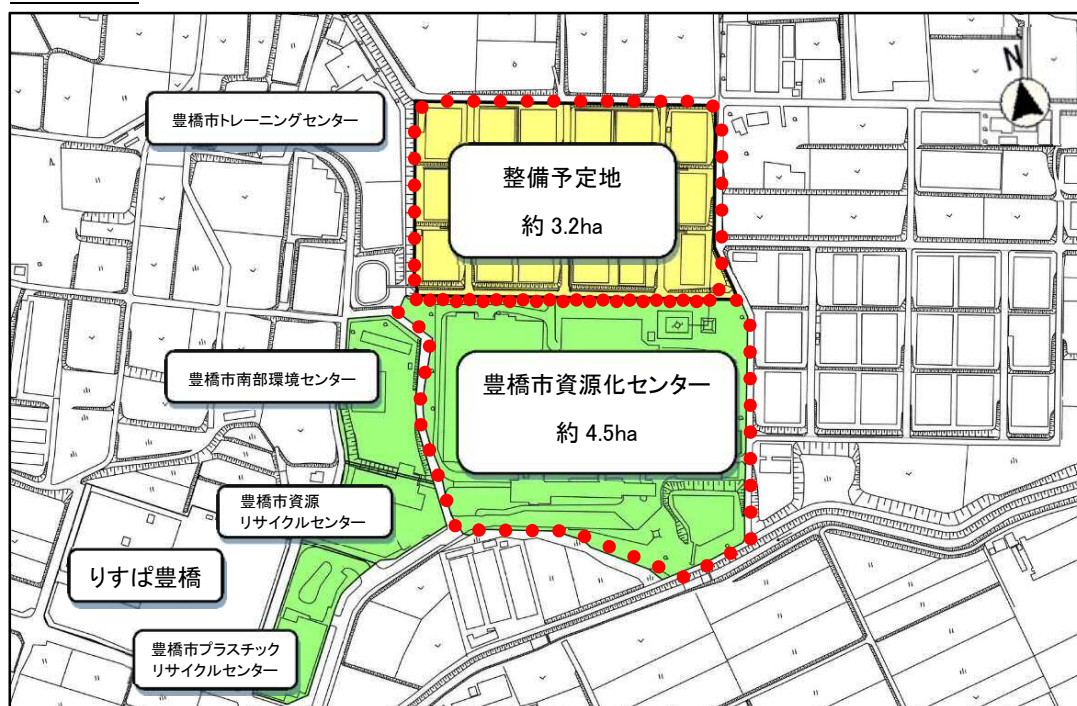 N
豊橋市トレーニングセンター
整備予定地
約 3.2ha
豊橋市南部環境センター
豊橋市資源化センター
約 4.5ha
豊橋市資源
リサイクルセンター
りすぱ豊橋
豊橋市プラスチック
リサイクルセンター